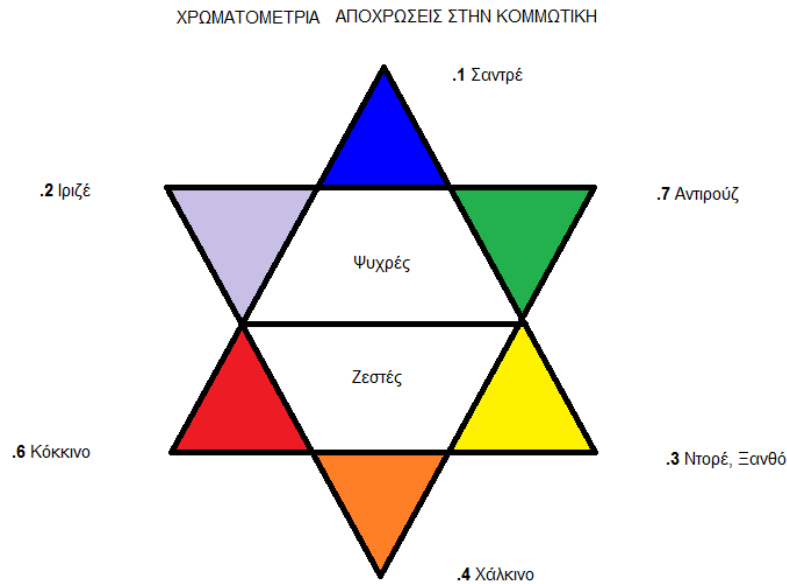 ΧΡΩΜΑΤΟΜΕΤΡΙΑ ΑΠΟΧΡΩΣΕΙΣ ΣΤΗΝ ΚΟΜΜΩΤΙΚΗ
.1 Σαντρέ
.2 Ιριζέ
.7 Αντιρούζ
Ψυχρές
Ζεστές
.6 Κόκκινο
.3 Ντορέ, Ξανθό
.4 Χάλκινο